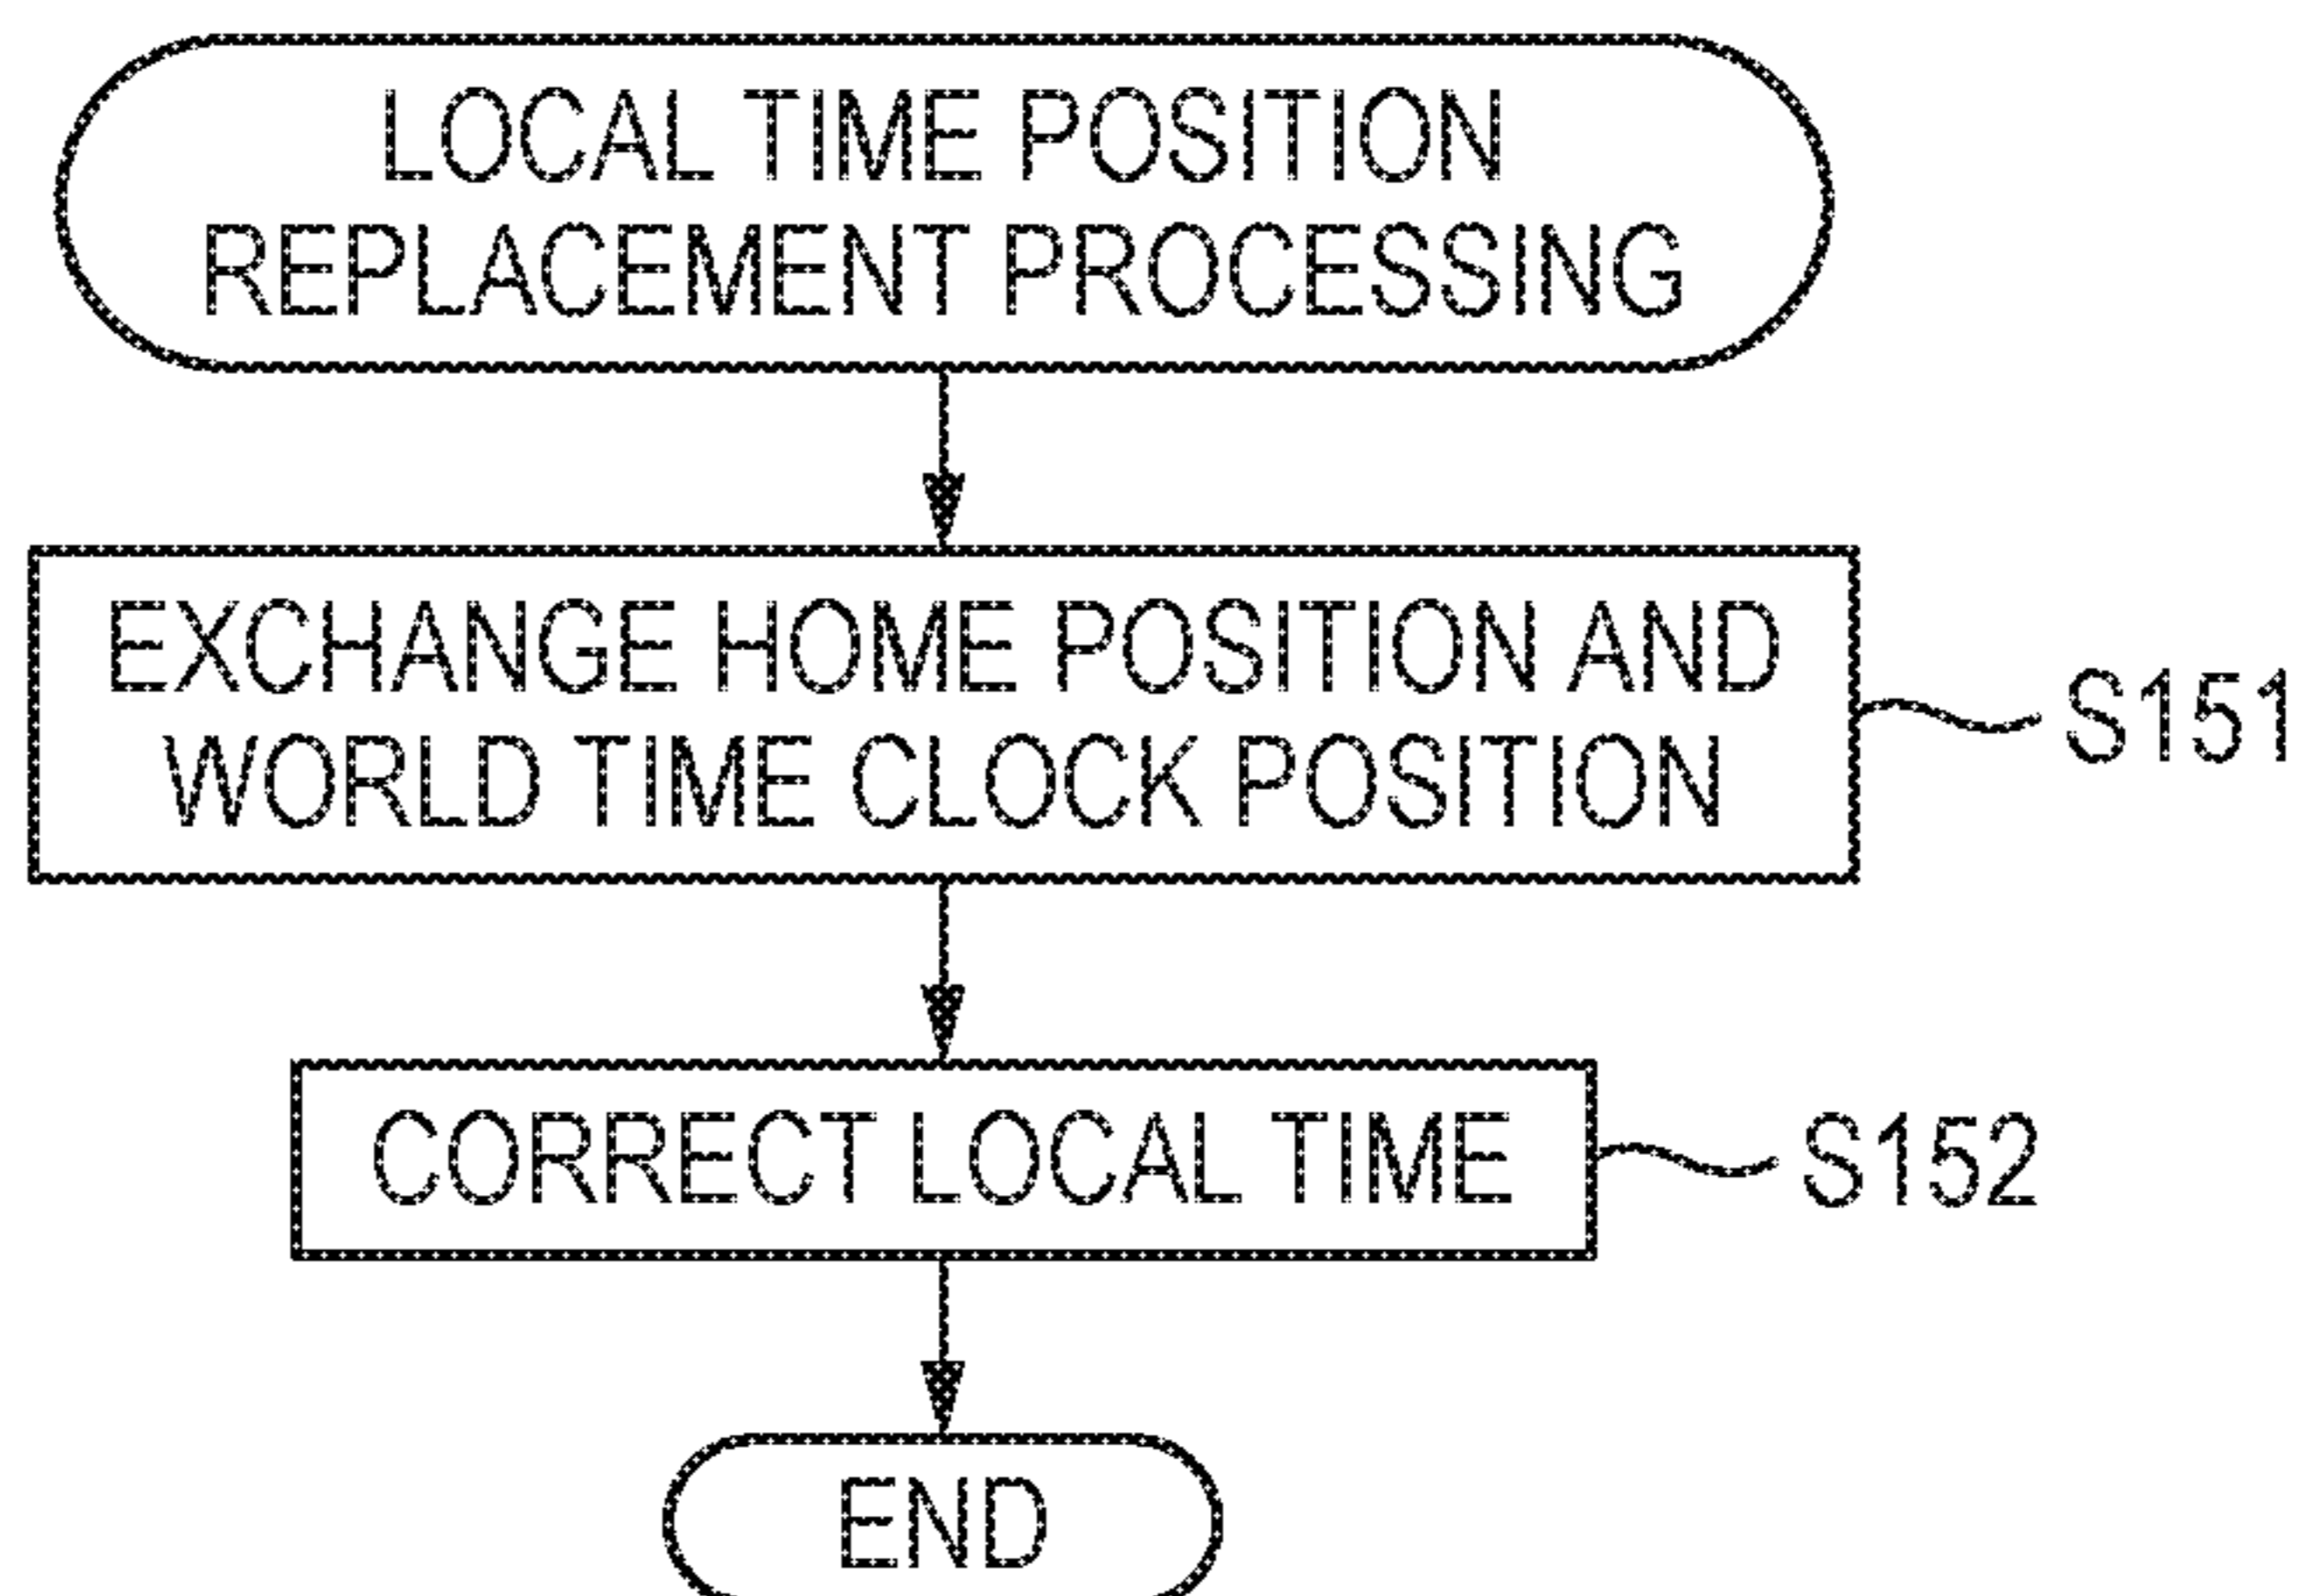 LOCAL TIME POSITION
REPLACEMENT PROCESSING
EXCHANGE HOME POSITION AND
WORLD TIME CLOCK POSITION
S151
CORRECT LOCAL TIME
S152
END